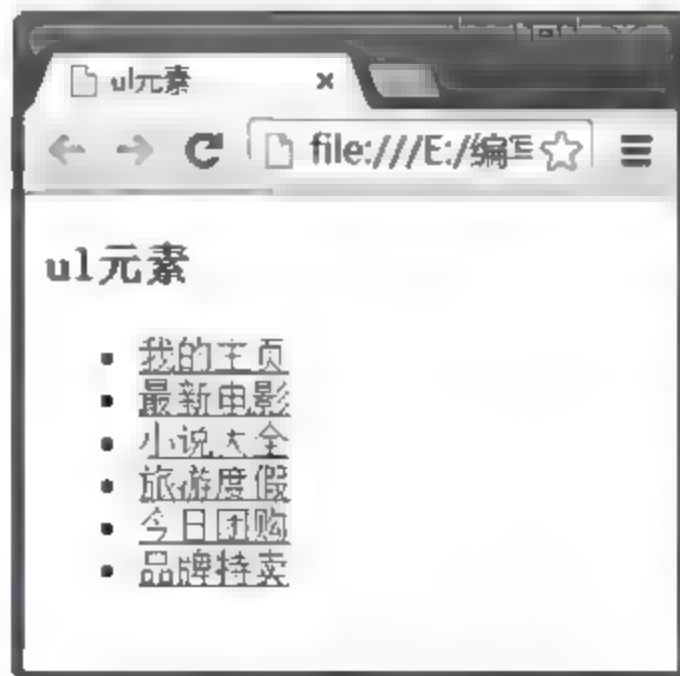 ul元素
file:///E:/编写
ul元素
我的主页
最新电影
小说大全
旅游度假
今日团购
品牌特卖